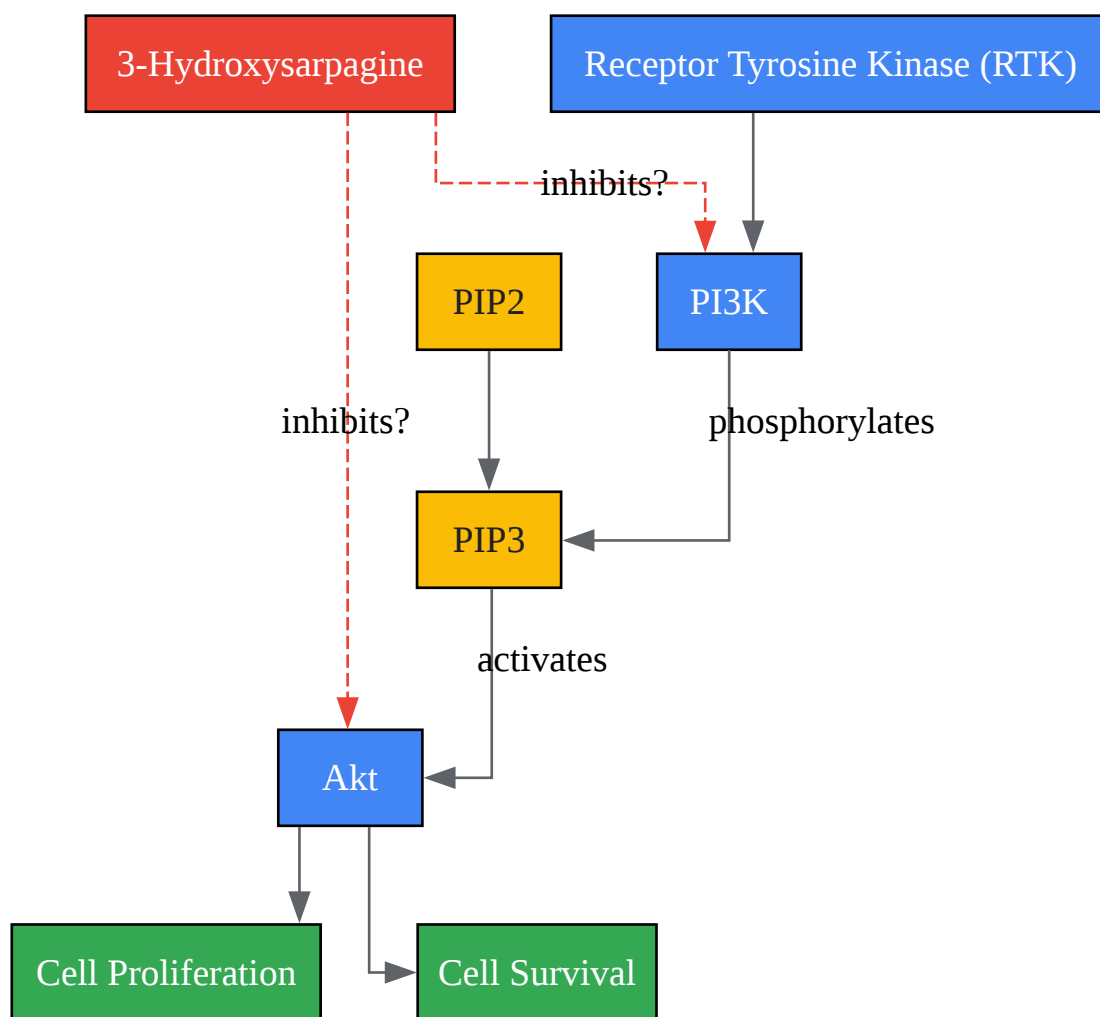 3-Hydroxysarpagine
Receptor Tyrosine Kinase (RTK)
inhibits?
PIP2
PI3K
inhibits?
phosphorylates
PIP3
activates
Akt
Cell Proliferation
Cell Survival